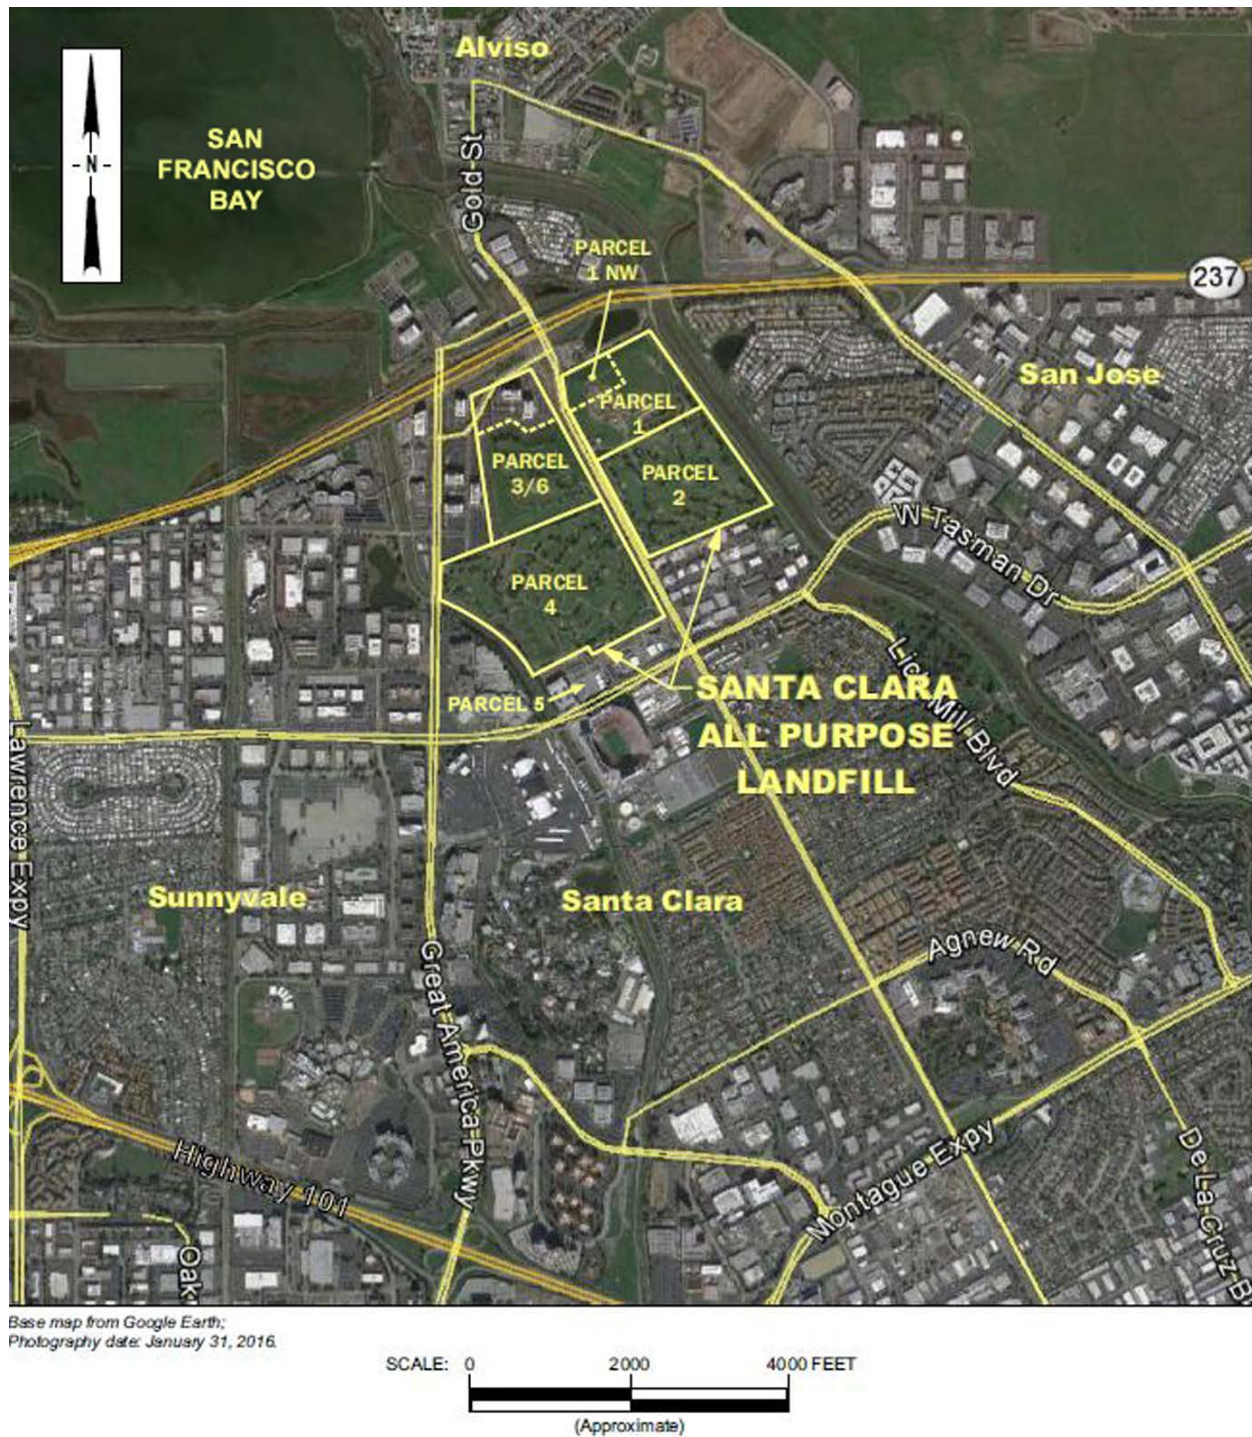 Alviso
N
SAN
FRANCISCO
BAY
Gold St
PARCEL
1 NW
237
San Jose
PARCEL
1
PARCEL
3/6
PARCEL
2
W Tasman Dr
PARCEL
4
Lick Mill Blvd
PARCEL 5
SANTA CLARA
ALL PURPOSE
LANDFILL
Lawrence Expy
Sunnyvale
Santa Clara
Agnew Rd
Great America Pkwy
Highway 101
Montague Expy
De La Cruz B
Oak
Base map from Google Earth;
Photography date: January 31, 2016.
SCALE: 0 2000 4000 FEET
(Approximate)